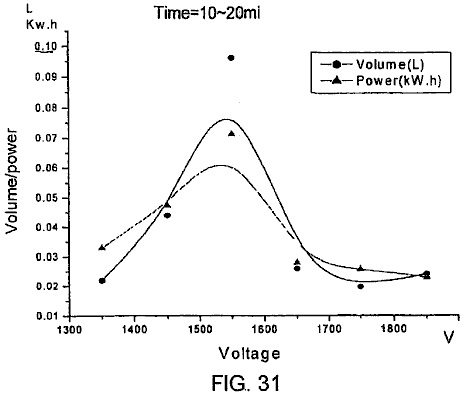 L
Kw.h
Time=10~20mi
Volume(L)
Power(kW.h)
Volume/power
0.10
0.09
0.08
0.07
0.06
0.05
0.04
0.03
0.02
0.01
1300
1400
1500
1600
1700
1800
V
Voltage
FIG. 31